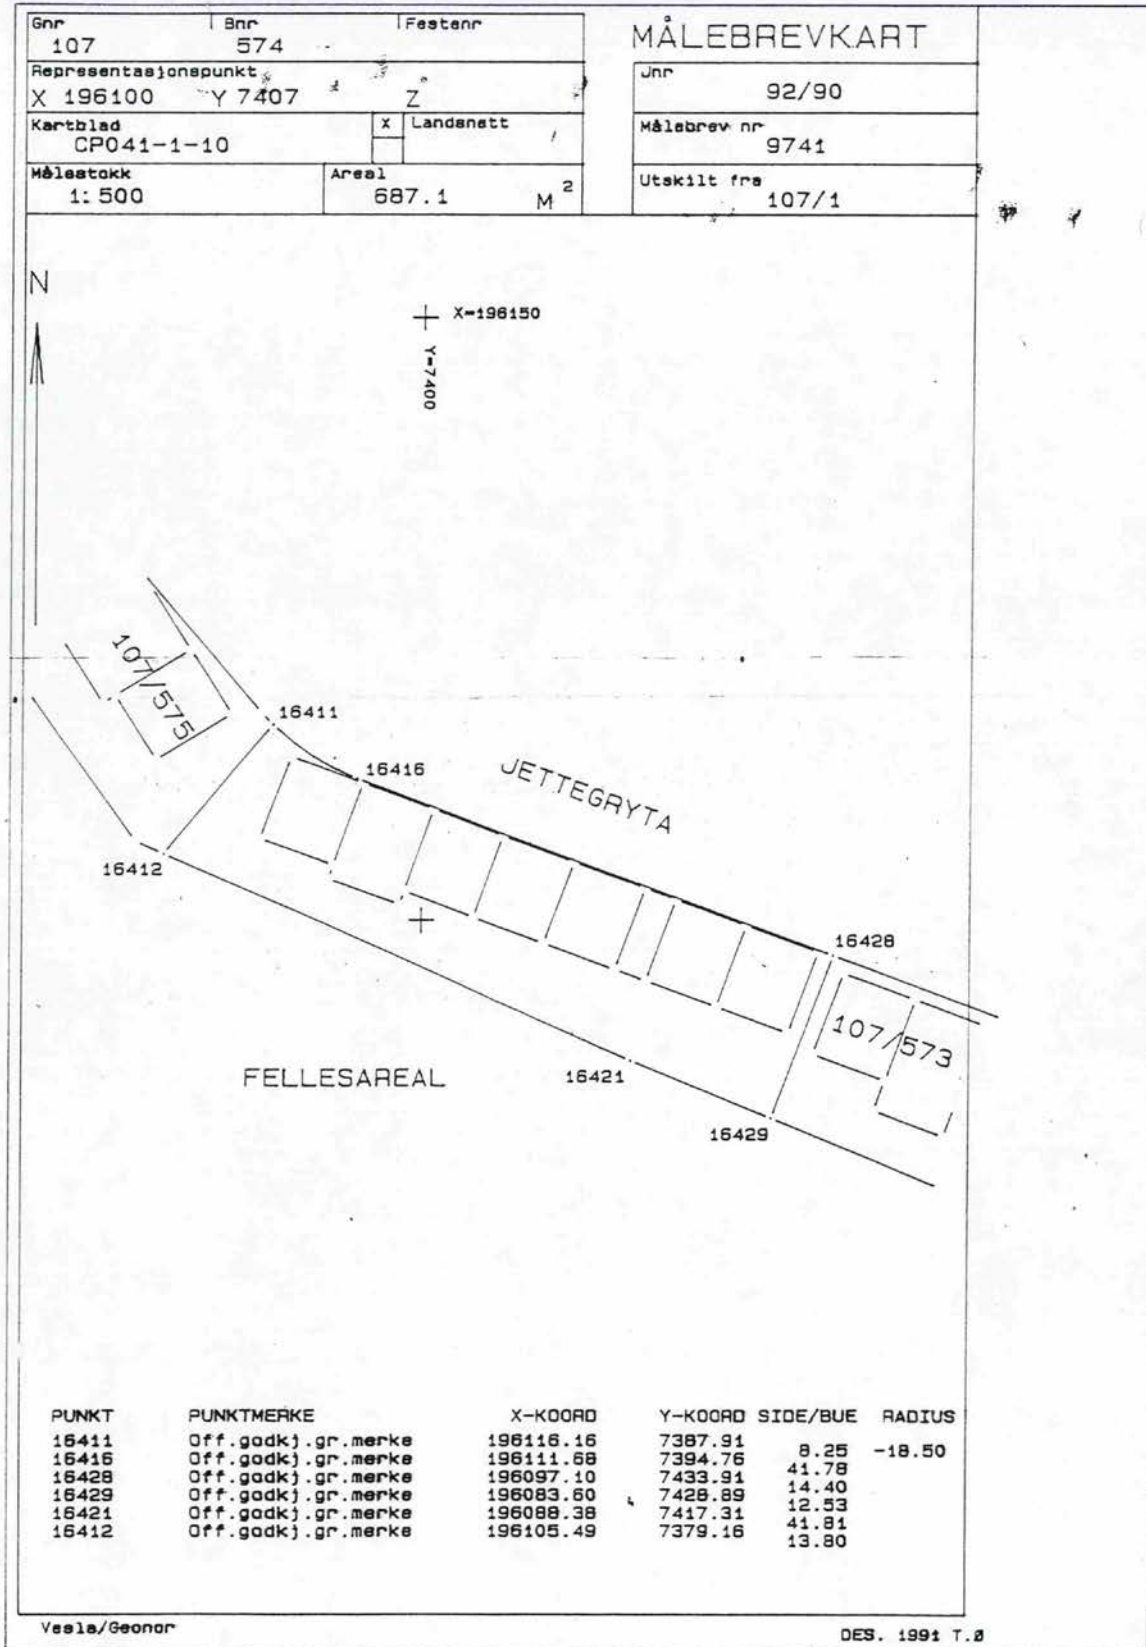 Gnr Bnr Festenr
107 574
MÅLEBREVKART
Representasjonspunkt
X 196100 Y 7407 Z
Jnr
92/90
Kartblad X Landsnett
CP041-1-10
Målebrev nr
9741
Målestokk Areal
1:500 687.1 M²
Utskilt fra
107/1
N
X=196150
Y=7400
107/575
16411
16416
JETTEGRYTA
16412
16428
107/573
FELLESAREAL
16421
16429
PUNKT PUNKTMERKE X-KOORD Y-KOORD SIDE/BUE RADIUS
16411 Off.godkj.gr.merke 196116.16 7387.91
8.25 -18.50
16416 Off.godkj.gr.merke 196111.68 7394.76
41.78
16428 Off.godkj.gr.merke 196097.10 7433.91
14.40
16429 Off.godkj.gr.merke 196083.60 7428.89
12.53
16421 Off.godkj.gr.merke 196088.38 7417.31
41.81
16412 Off.godkj.gr.merke 196105.49 7379.16
13.80
Vesla/Geonor
DES. 1991 T.Ø